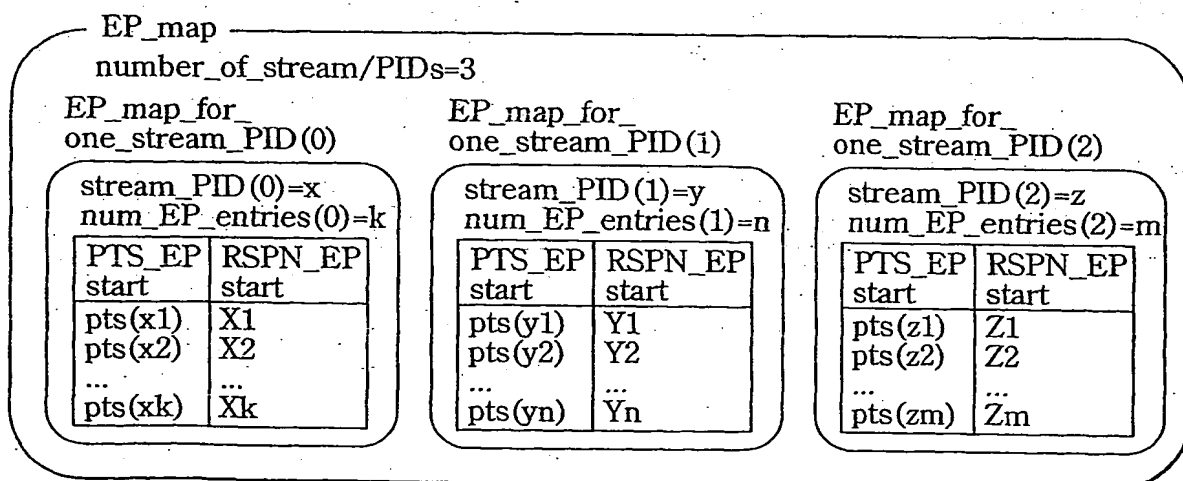 EP_map
number_of_stream/PIDs=3
EP_map_for_
one_stream_PID(0)
stream_PID(0)=x
num_EP_entries(0)=k
PTS_EP RSPN_EP
start start
pts(x1) X1
pts(x2) X2
... ...
pts(xk) Xk
EP_map_for_
one_stream_PID(1)
stream_PID(1)=y
num_EP_entries(1)=n
PTS_EP RSPN_EP
start start
pts(y1) Y1
pts(y2) Y2
... ...
pts(yn) Yn
EP_map_for_
one_stream_PID(2)
stream_PID(2)=z
num_EP_entries(2)=m
PTS_EP RSPN_EP
start start
pts(z1) Z1
pts(z2) Z2
... ...
pts(zm) Zm